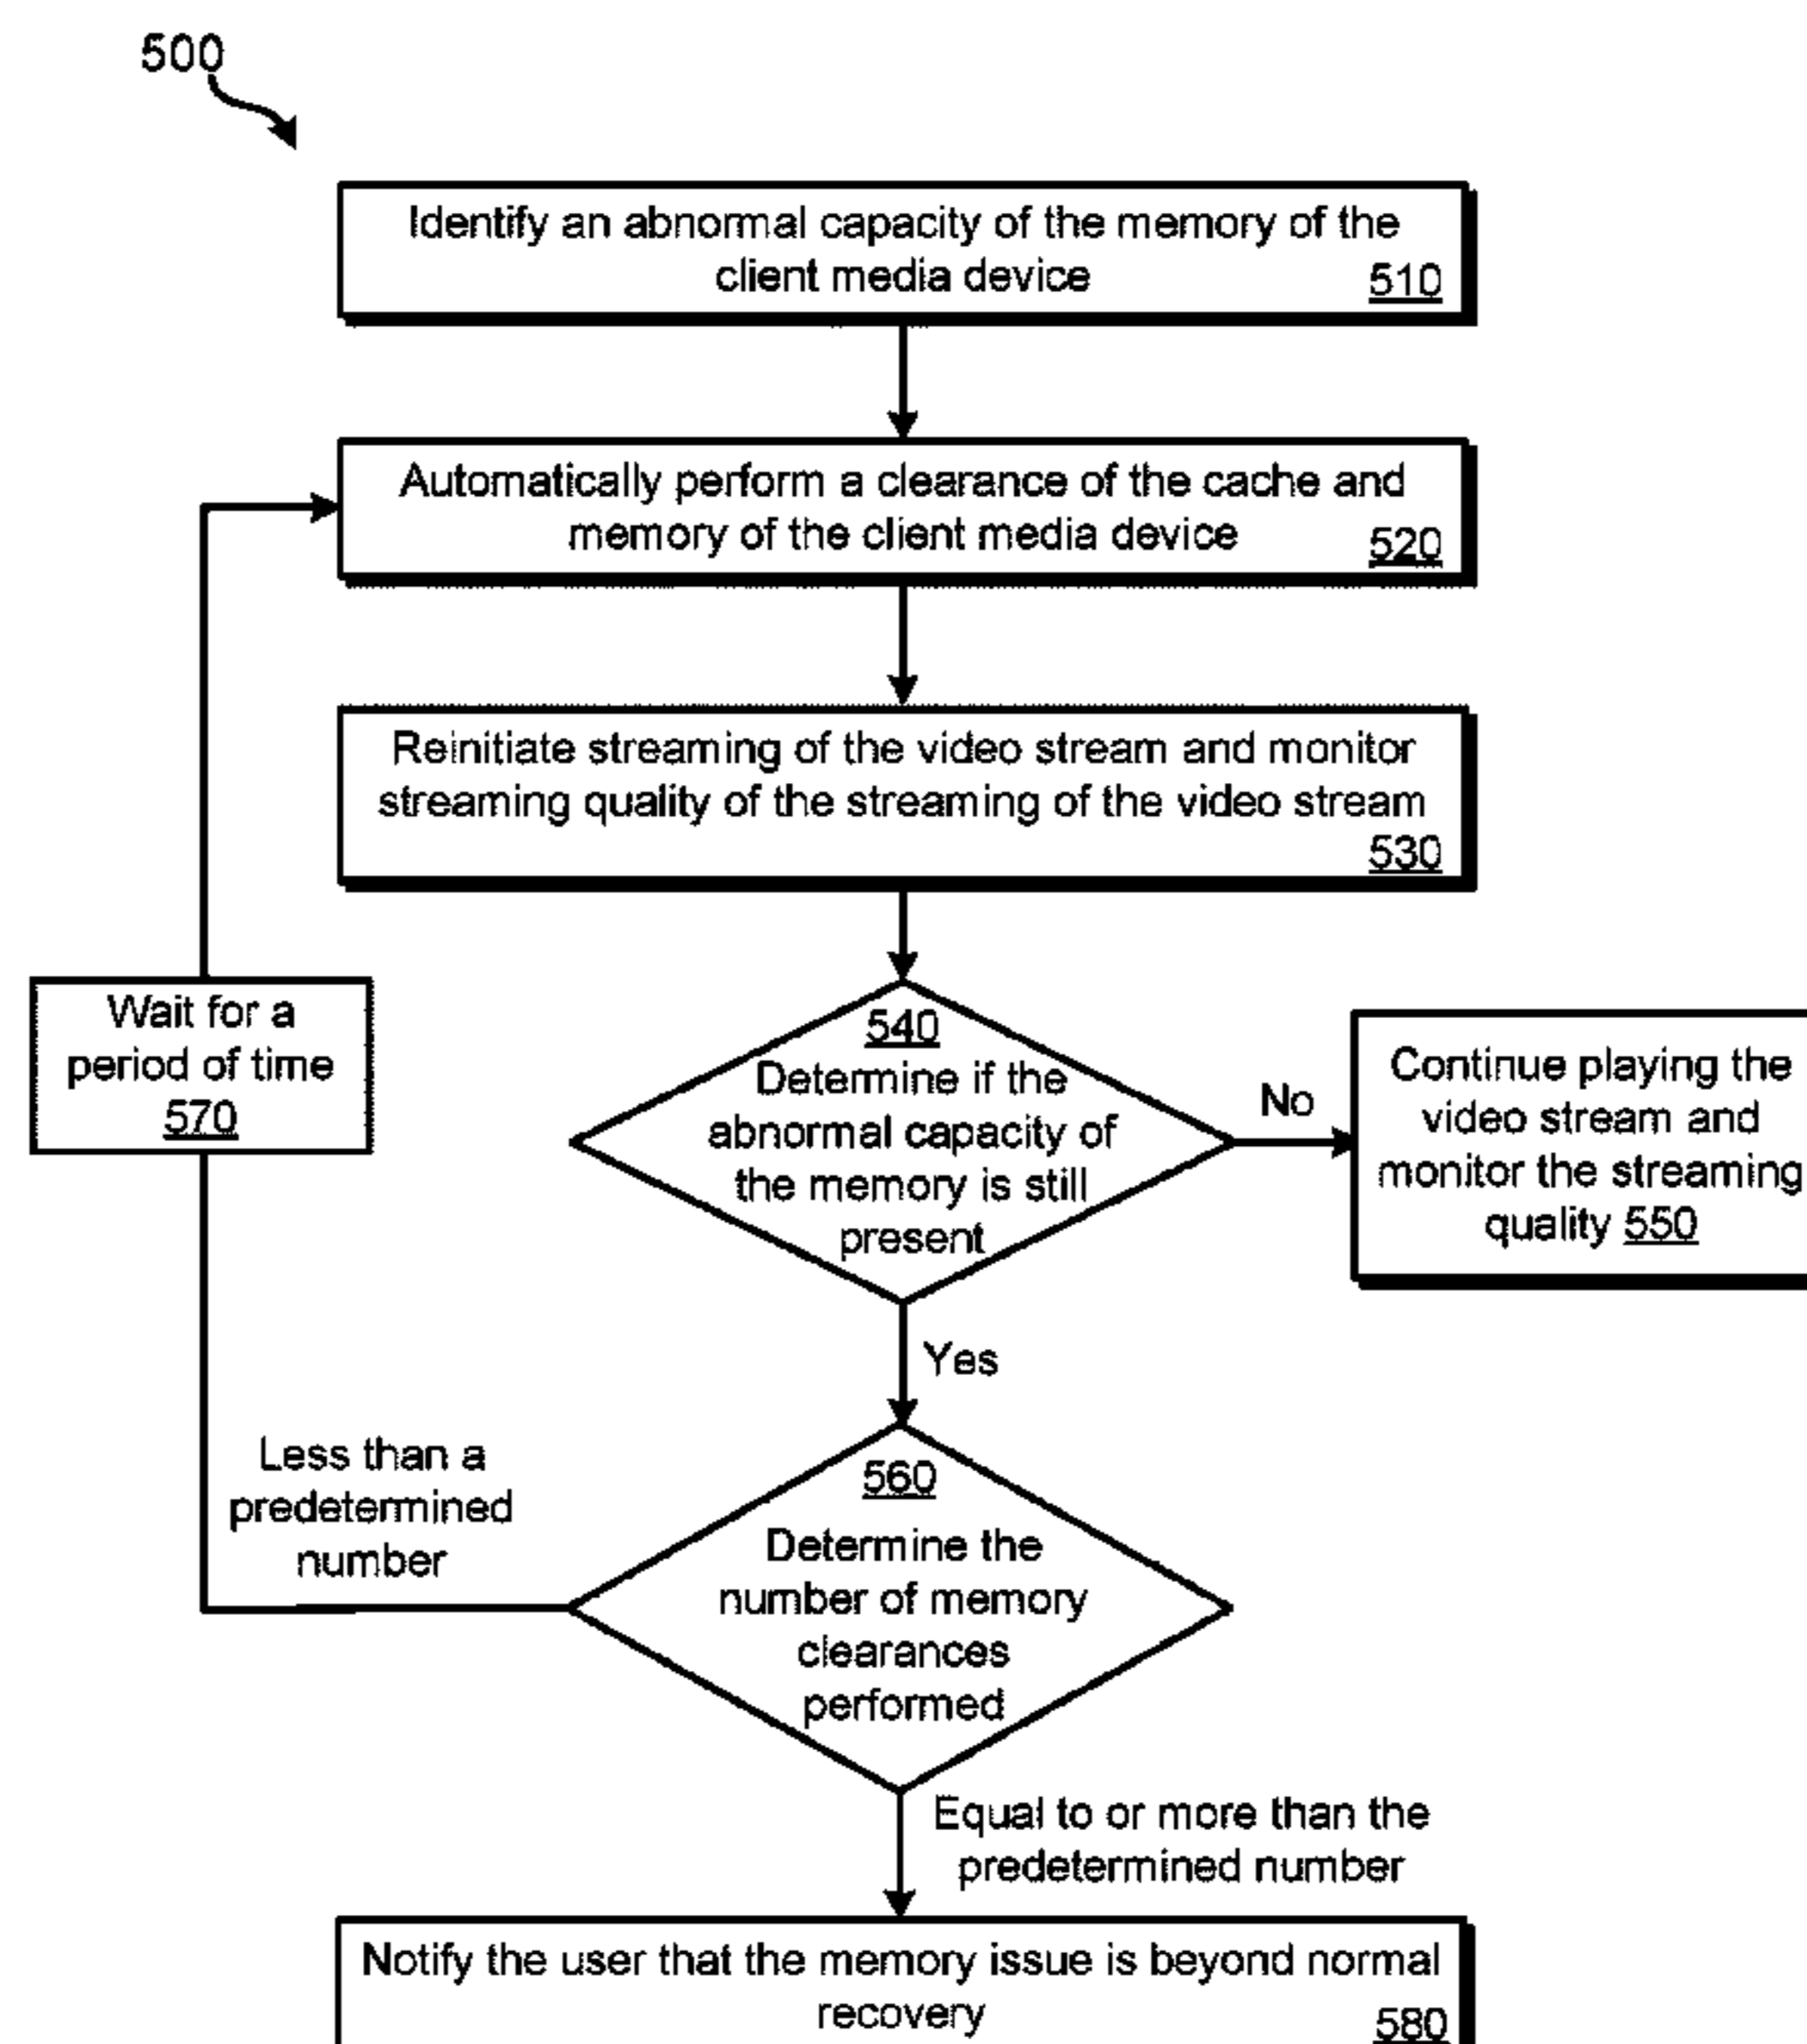 500
Identify an abnormal capacity of the memory of the
client media device
510
Automatically perform a clearance of the cache and
memory of the client media device
520
Reinitiate streaming of the video stream and monitor
streaming quality of the streaming of the video stream
530
Wait for a
period of time
570
540
Determine if the
abnormal capacity of
the memory is still
present
No
Continue playing the
video stream and
monitor the streaming
quality 550
Yes
Less than a
predetermined
number
560
Determine the
number of memory
clearances
performed
Equal to or more than the
predetermined number
Notify the user that the memory issue is beyond normal
recovery
580